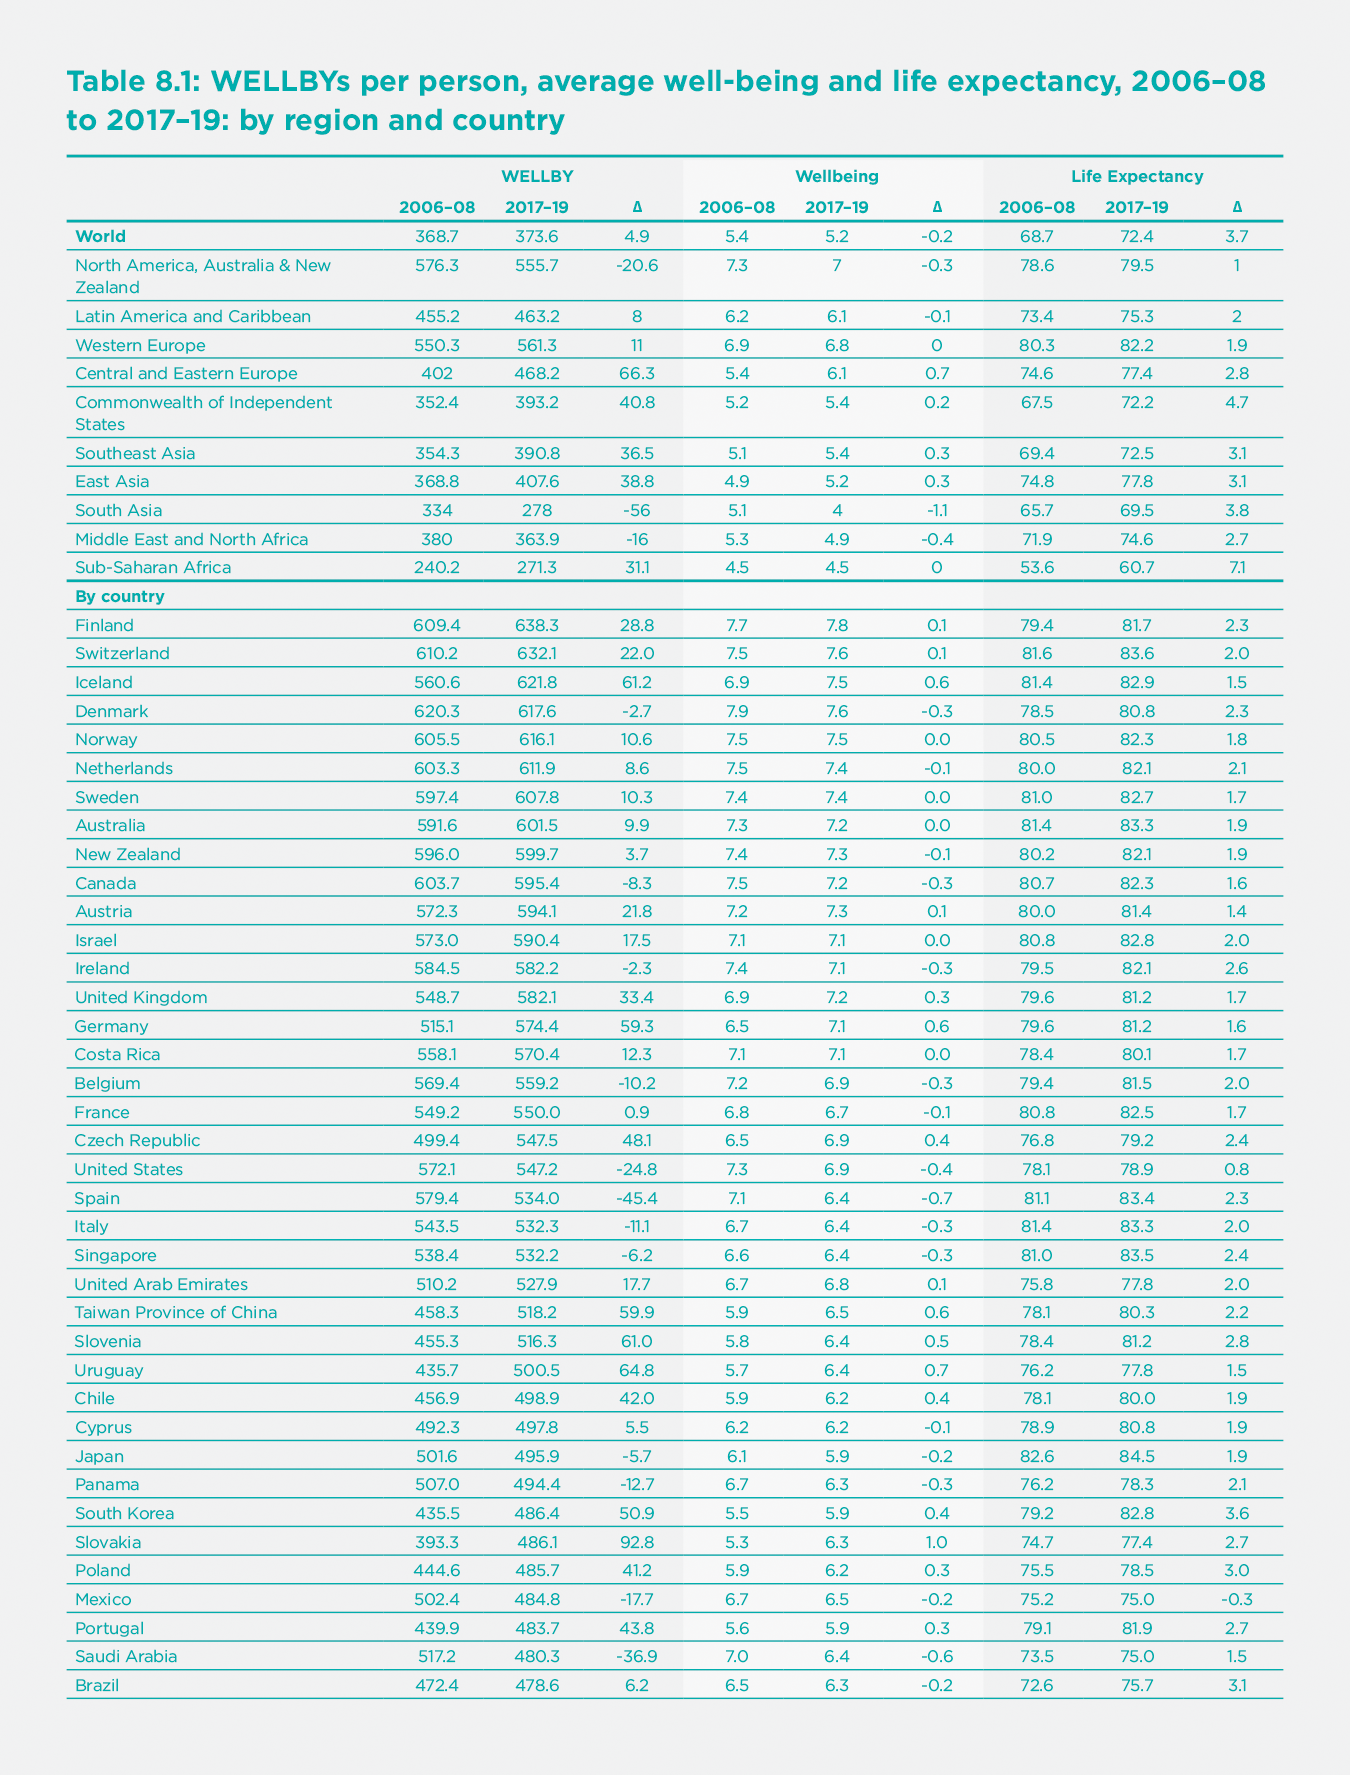 Table 8.1: WELLBYs per person, average well-being and life expectancy, 2006–08
to 2017–19: by region and country
WELLBY Wellbeing Life Expectancy
2006–08 2017–19 Δ 2006–08 2017–19 Δ 2006–08 2017–19 Δ
World 368.7 373.6 4.9 5.4 5.2 -0.2 68.7 72.4 3.7
North America, Australia & New 576.3 555.7 -20.6 7.3 7 -0.3 78.6 79.5 1
Zealand
Latin America and Caribbean 455.2 463.2 8 6.2 6.1 -0.1 73.4 75.3 2
Western Europe 550.3 561.3 11 6.9 6.8 0 80.3 82.2 1.9
Central and Eastern Europe 402 468.2 66.3 5.4 6.1 0.7 74.6 77.4 2.8
Commonwealth of Independent 352.4 393.2 40.8 5.2 5.4 0.2 67.5 72.2 4.7
States
Southeast Asia 354.3 390.8 36.5 5.1 5.4 0.3 69.4 72.5 3.1
East Asia 368.8 407.6 38.8 4.9 5.2 0.3 74.8 77.8 3.1
South Asia 334 278 -56 5.1 4 -1.1 65.7 69.5 3.8
Middle East and North Africa 380 363.9 -16 5.3 4.9 -0.4 71.9 74.6 2.7
Sub-Saharan Africa 240.2 271.3 31.1 4.5 4.5 0 53.6 60.7 7.1
By country
Finland 609.4 638.3 28.8 7.7 7.8 0.1 79.4 81.7 2.3
Switzerland 610.2 632.1 22.0 7.5 7.6 0.1 81.6 83.6 2.0
Iceland 560.6 621.8 61.2 6.9 7.5 0.6 81.4 82.9 1.5
Denmark 620.3 617.6 -2.7 7.9 7.6 -0.3 78.5 80.8 2.3
Norway 605.5 616.1 10.6 7.5 7.5 0.0 80.5 82.3 1.8
Netherlands 603.3 611.9 8.6 7.5 7.4 -0.1 80.0 82.1 2.1
Sweden 597.4 607.8 10.3 7.4 7.4 0.0 81.0 82.7 1.7
Australia 591.6 601.5 9.9 7.3 7.2 0.0 81.4 83.3 1.9
New Zealand 596.0 599.7 3.7 7.4 7.3 -0.1 80.2 82.1 1.9
Canada 603.7 595.4 -8.3 7.5 7.2 -0.3 80.7 82.3 1.6
Austria 572.3 594.1 21.8 7.2 7.3 0.1 80.0 81.4 1.4
Israel 573.0 590.4 17.5 7.1 7.1 0.0 80.8 82.8 2.0
Ireland 584.5 582.2 -2.3 7.4 7.1 -0.3 79.5 82.1 2.6
United Kingdom 548.7 582.1 33.4 6.9 7.2 0.3 79.6 81.2 1.7
Germany 515.1 574.4 59.3 6.5 7.1 0.6 79.6 81.2 1.6
Costa Rica 558.1 570.4 12.3 7.1 7.1 0.0 78.4 80.1 1.7
Belgium 569.4 559.2 -10.2 7.2 6.9 -0.3 79.4 81.5 2.0
France 549.2 550.0 0.9 6.8 6.7 -0.1 80.8 82.5 1.7
Czech Republic 499.4 547.5 48.1 6.5 6.9 0.4 76.8 79.2 2.4
United States 572.1 547.2 -24.8 7.3 6.9 -0.4 78.1 78.9 0.8
Spain 579.4 534.0 -45.4 7.1 6.4 -0.7 81.1 83.4 2.3
Italy 543.5 532.3 -11.1 6.7 6.4 -0.3 81.4 83.3 2.0
Singapore 538.4 532.2 -6.2 6.6 6.4 -0.3 81.0 83.5 2.4
United Arab Emirates 510.2 527.9 17.7 6.7 6.8 0.1 75.8 77.8 2.0
Taiwan Province of China 458.3 518.2 59.9 5.9 6.5 0.6 78.1 80.3 2.2
Slovenia 455.3 516.3 61.0 5.8 6.4 0.5 78.4 81.2 2.8
Uruguay 435.7 500.5 64.8 5.7 6.4 0.7 76.2 77.8 1.5
Chile 456.9 498.9 42.0 5.9 6.2 0.4 78.1 80.0 1.9
Cyprus 492.3 497.8 5.5 6.2 6.2 -0.1 78.9 80.8 1.9
Japan 501.6 495.9 -5.7 6.1 5.9 -0.2 82.6 84.5 1.9
Panama 507.0 494.4 -12.7 6.7 6.3 -0.3 76.2 78.3 2.1
South Korea 435.5 486.4 50.9 5.5 5.9 0.4 79.2 82.8 3.6
Slovakia 393.3 486.1 92.8 5.3 6.3 1.0 74.7 77.4 2.7
Poland 444.6 485.7 41.2 5.9 6.2 0.3 75.5 78.5 3.0
Mexico 502.4 484.8 -17.7 6.7 6.5 -0.2 75.2 75.0 -0.3
Portugal 439.9 483.7 43.8 5.6 5.9 0.3 79.1 81.9 2.7
Saudi Arabia 517.2 480.3 -36.9 7.0 6.4 -0.6 73.5 75.0 1.5
Brazil 472.4 478.6 6.2 6.5 6.3 -0.2 72.6 75.7 3.1